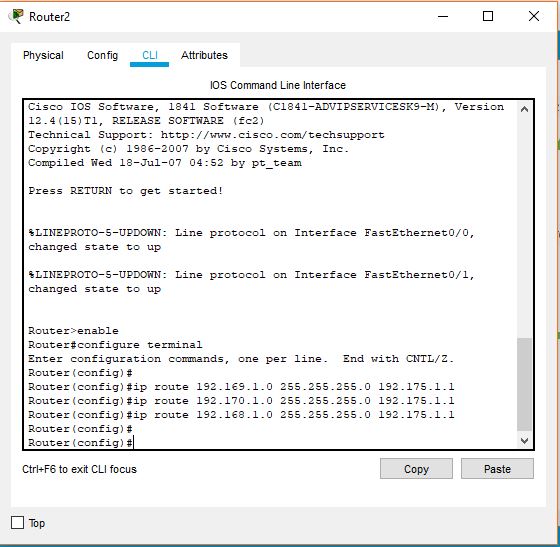 Router2
Physical Config CLI Attributes
IOS Command Line Interface
Cisco IOS Software, 1841 Software (C1841-ADVIPSERVICESK9-M), Version
12.4(15)T1, RELEASE SOFTWARE (fc2)
Technical Support: http://www.cisco.com/techsupport
Copyright (c) 1986-2007 by Cisco Systems, Inc.
Compiled Wed 18-Jul-07 04:52 by pt_team
Press RETURN to get started!
%LINEPROTO-5-UPDOWN: Line protocol on Interface FastEthernet0/0,
changed state to up
%LINEPROTO-5-UPDOWN: Line protocol on Interface FastEthernet0/1,
changed state to up
Router>enable
Router#configure terminal
Enter configuration commands, one per line.  End with CNTL/Z.
Router(config)#
Router(config)#ip route 192.169.1.0 255.255.255.0 192.175.1.1
Router(config)#ip route 192.170.1.0 255.255.255.0 192.175.1.1
Router(config)#ip route 192.168.1.0 255.255.255.0 192.175.1.1
Router(config)#
Router(config)#
Ctrl+F6 to exit CLI focus
Copy Paste
Top